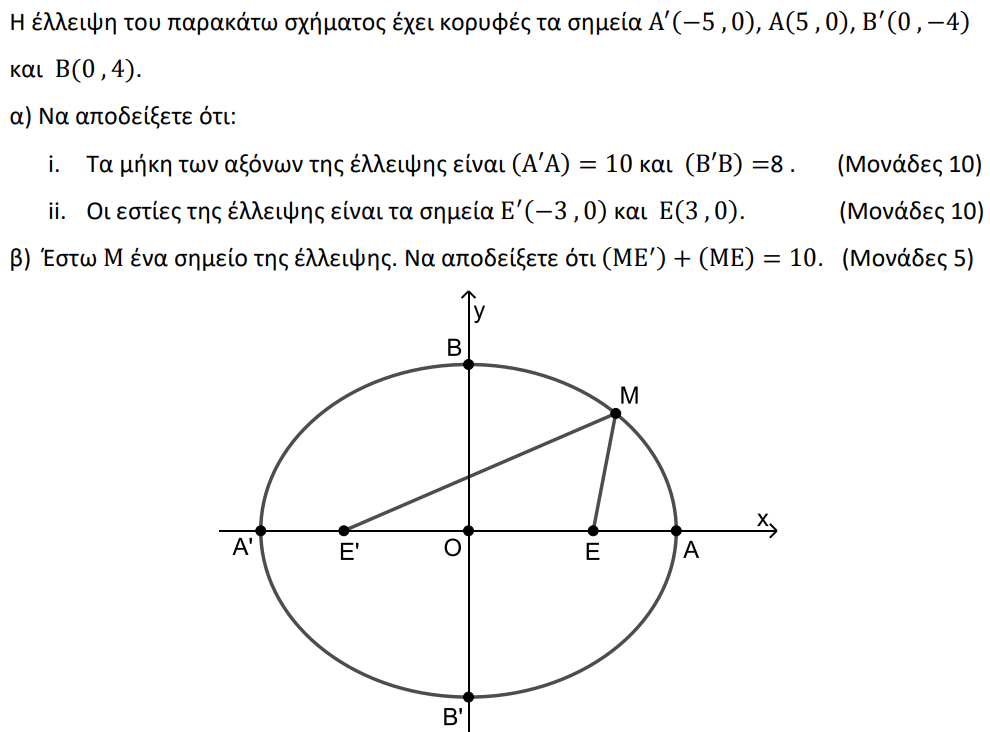 Η έλλειψη του παρακάτω σχήματος έχει κορυφές τα σημεία Α′(−5 , 0), Α(5 , 0), Β′(0 , −4)
και Β(0 , 4).
α) Να αποδείξετε ότι:
i. Τα μήκη των αξόνων της έλλειψης είναι (Α′Α) = 10 και (Β′Β) =8 . (Μονάδες 10)
ii. Οι εστίες της έλλειψης είναι τα σημεία Ε′(−3 , 0) και Ε(3 , 0). (Μονάδες 10)
β) Έστω Μ ένα σημείο της έλλειψης. Να αποδείξετε ότι (ΜΕ′) + (ΜΕ) = 10. (Μονάδες 5)
y
B
M
x
A'
E'
O
E
A
B'